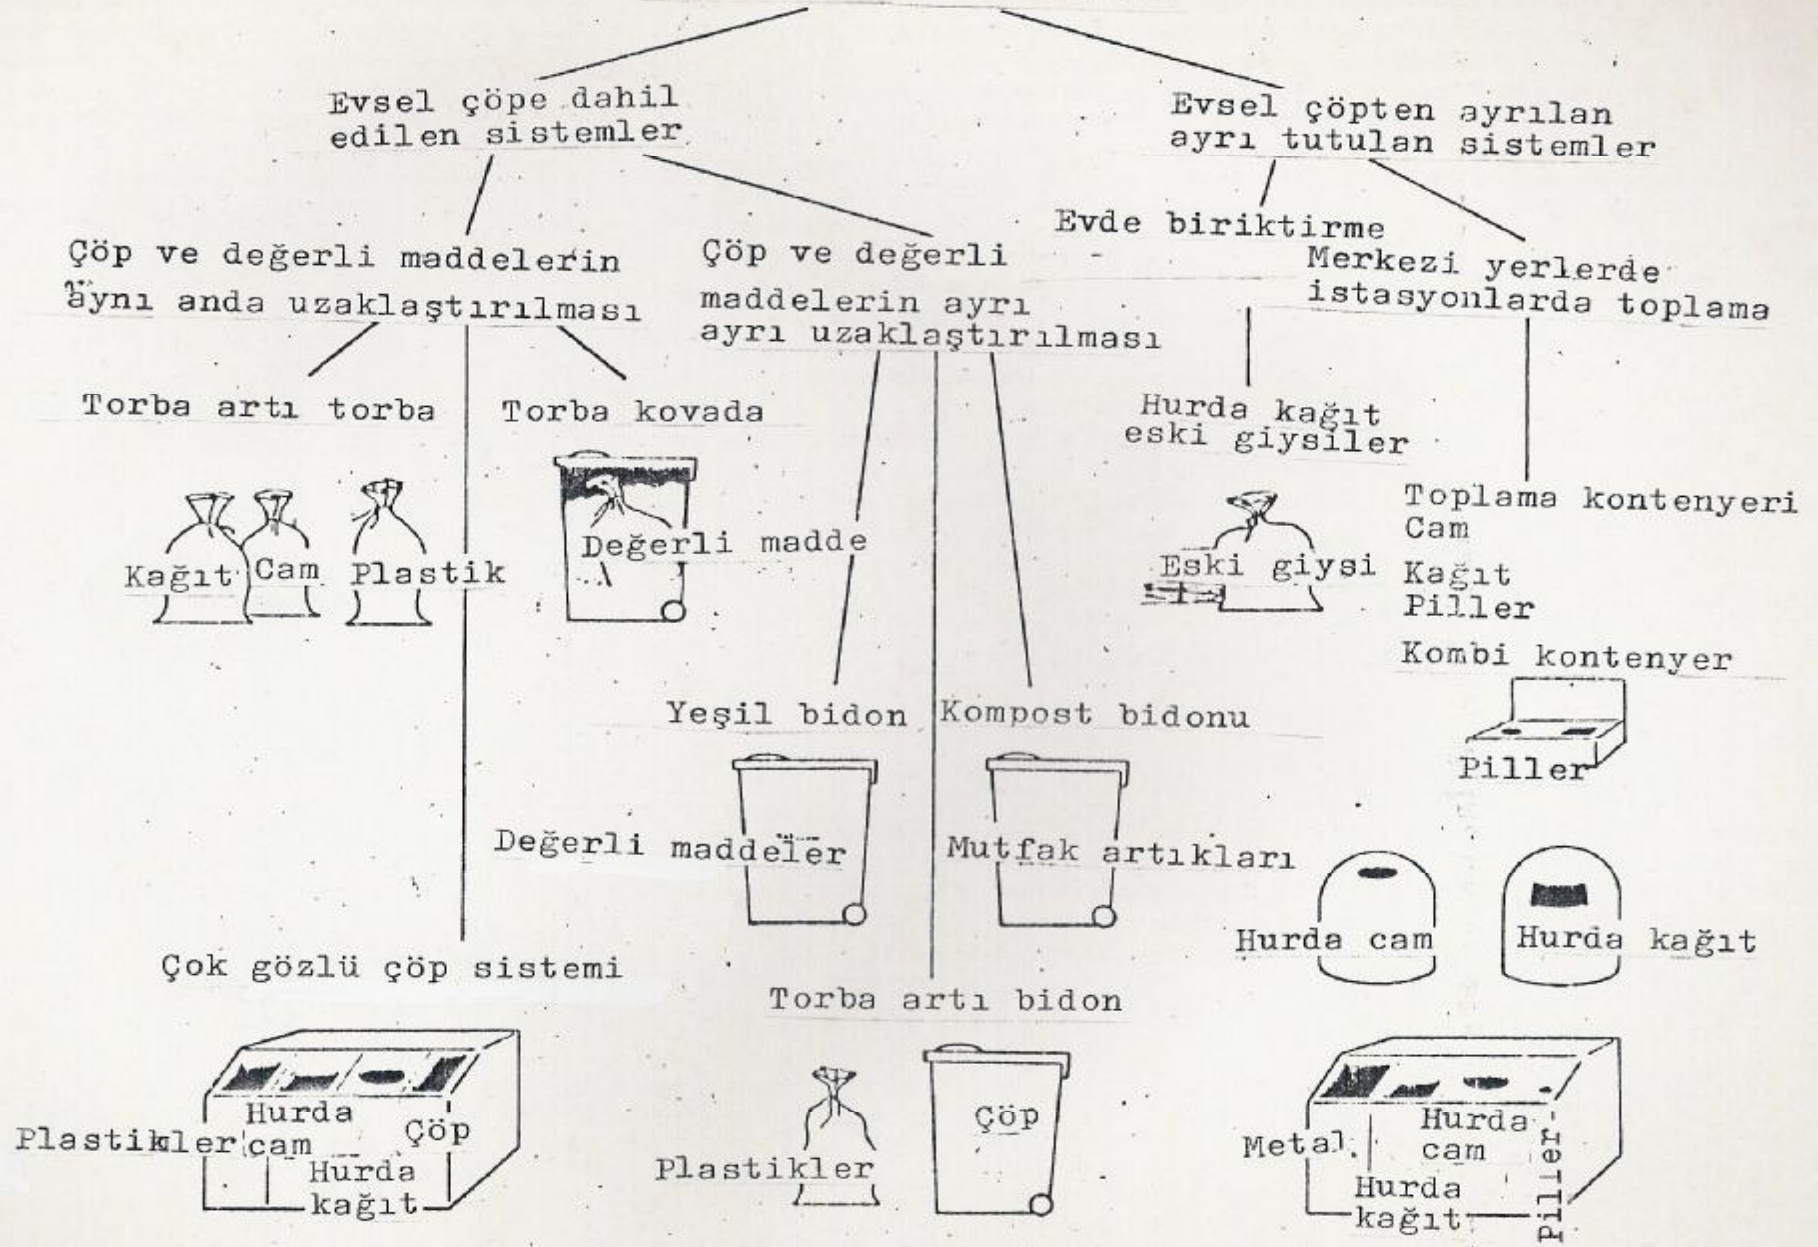 Evsel çöpe dahil
edilen sistemler
Evsel çöpten ayrılan
ayrı tutulan sistemler
Çöp ve değerli maddelerin
aynı anda uzaklaştırılması
Çöp ve değerli
maddelerin ayrı
ayrı uzaklaştırılması
Evde biriktirme
Merkezi yerlerde
istasyonlarda toplama
Torba artı torba
Torba kovada
Hurda kağıt
eski giysiler
Kağıt
Cam
Plastik
Değerli madde
Eski giysi
Toplama kontenyeri
Cam
Kağıt
Piller
Kombi kontenyer
Piller
Yeşil bidon
Kompost bidonu
Değerli maddeler
Mutfak artıkları
Hurda cam
Hurda kağıt
Çok gözlü çöp sistemi
Torba artı bidon
Plastikler
Hurda
cam
Hurda
kağıt
Çöp
Plastikler
Çöp
Metal
Hurda
cam
Hurda
kağıt
Piller